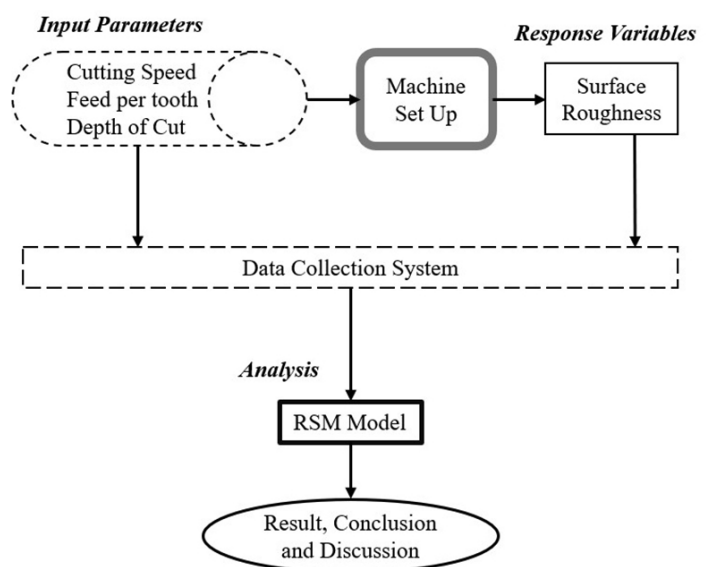 Input Parameters
Response Variables
Cutting Speed
Feed per tooth
Depth of Cut
Machine
Set Up
Surface
Roughness
Data Collection System
Analysis
RSM Model
Result, Conclusion
and Discussion